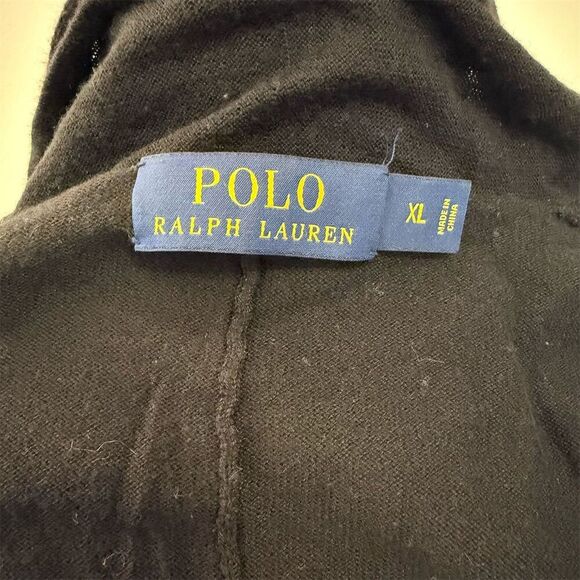 POLO
RALPH LAUREN
XL
MADE IN
CHINA